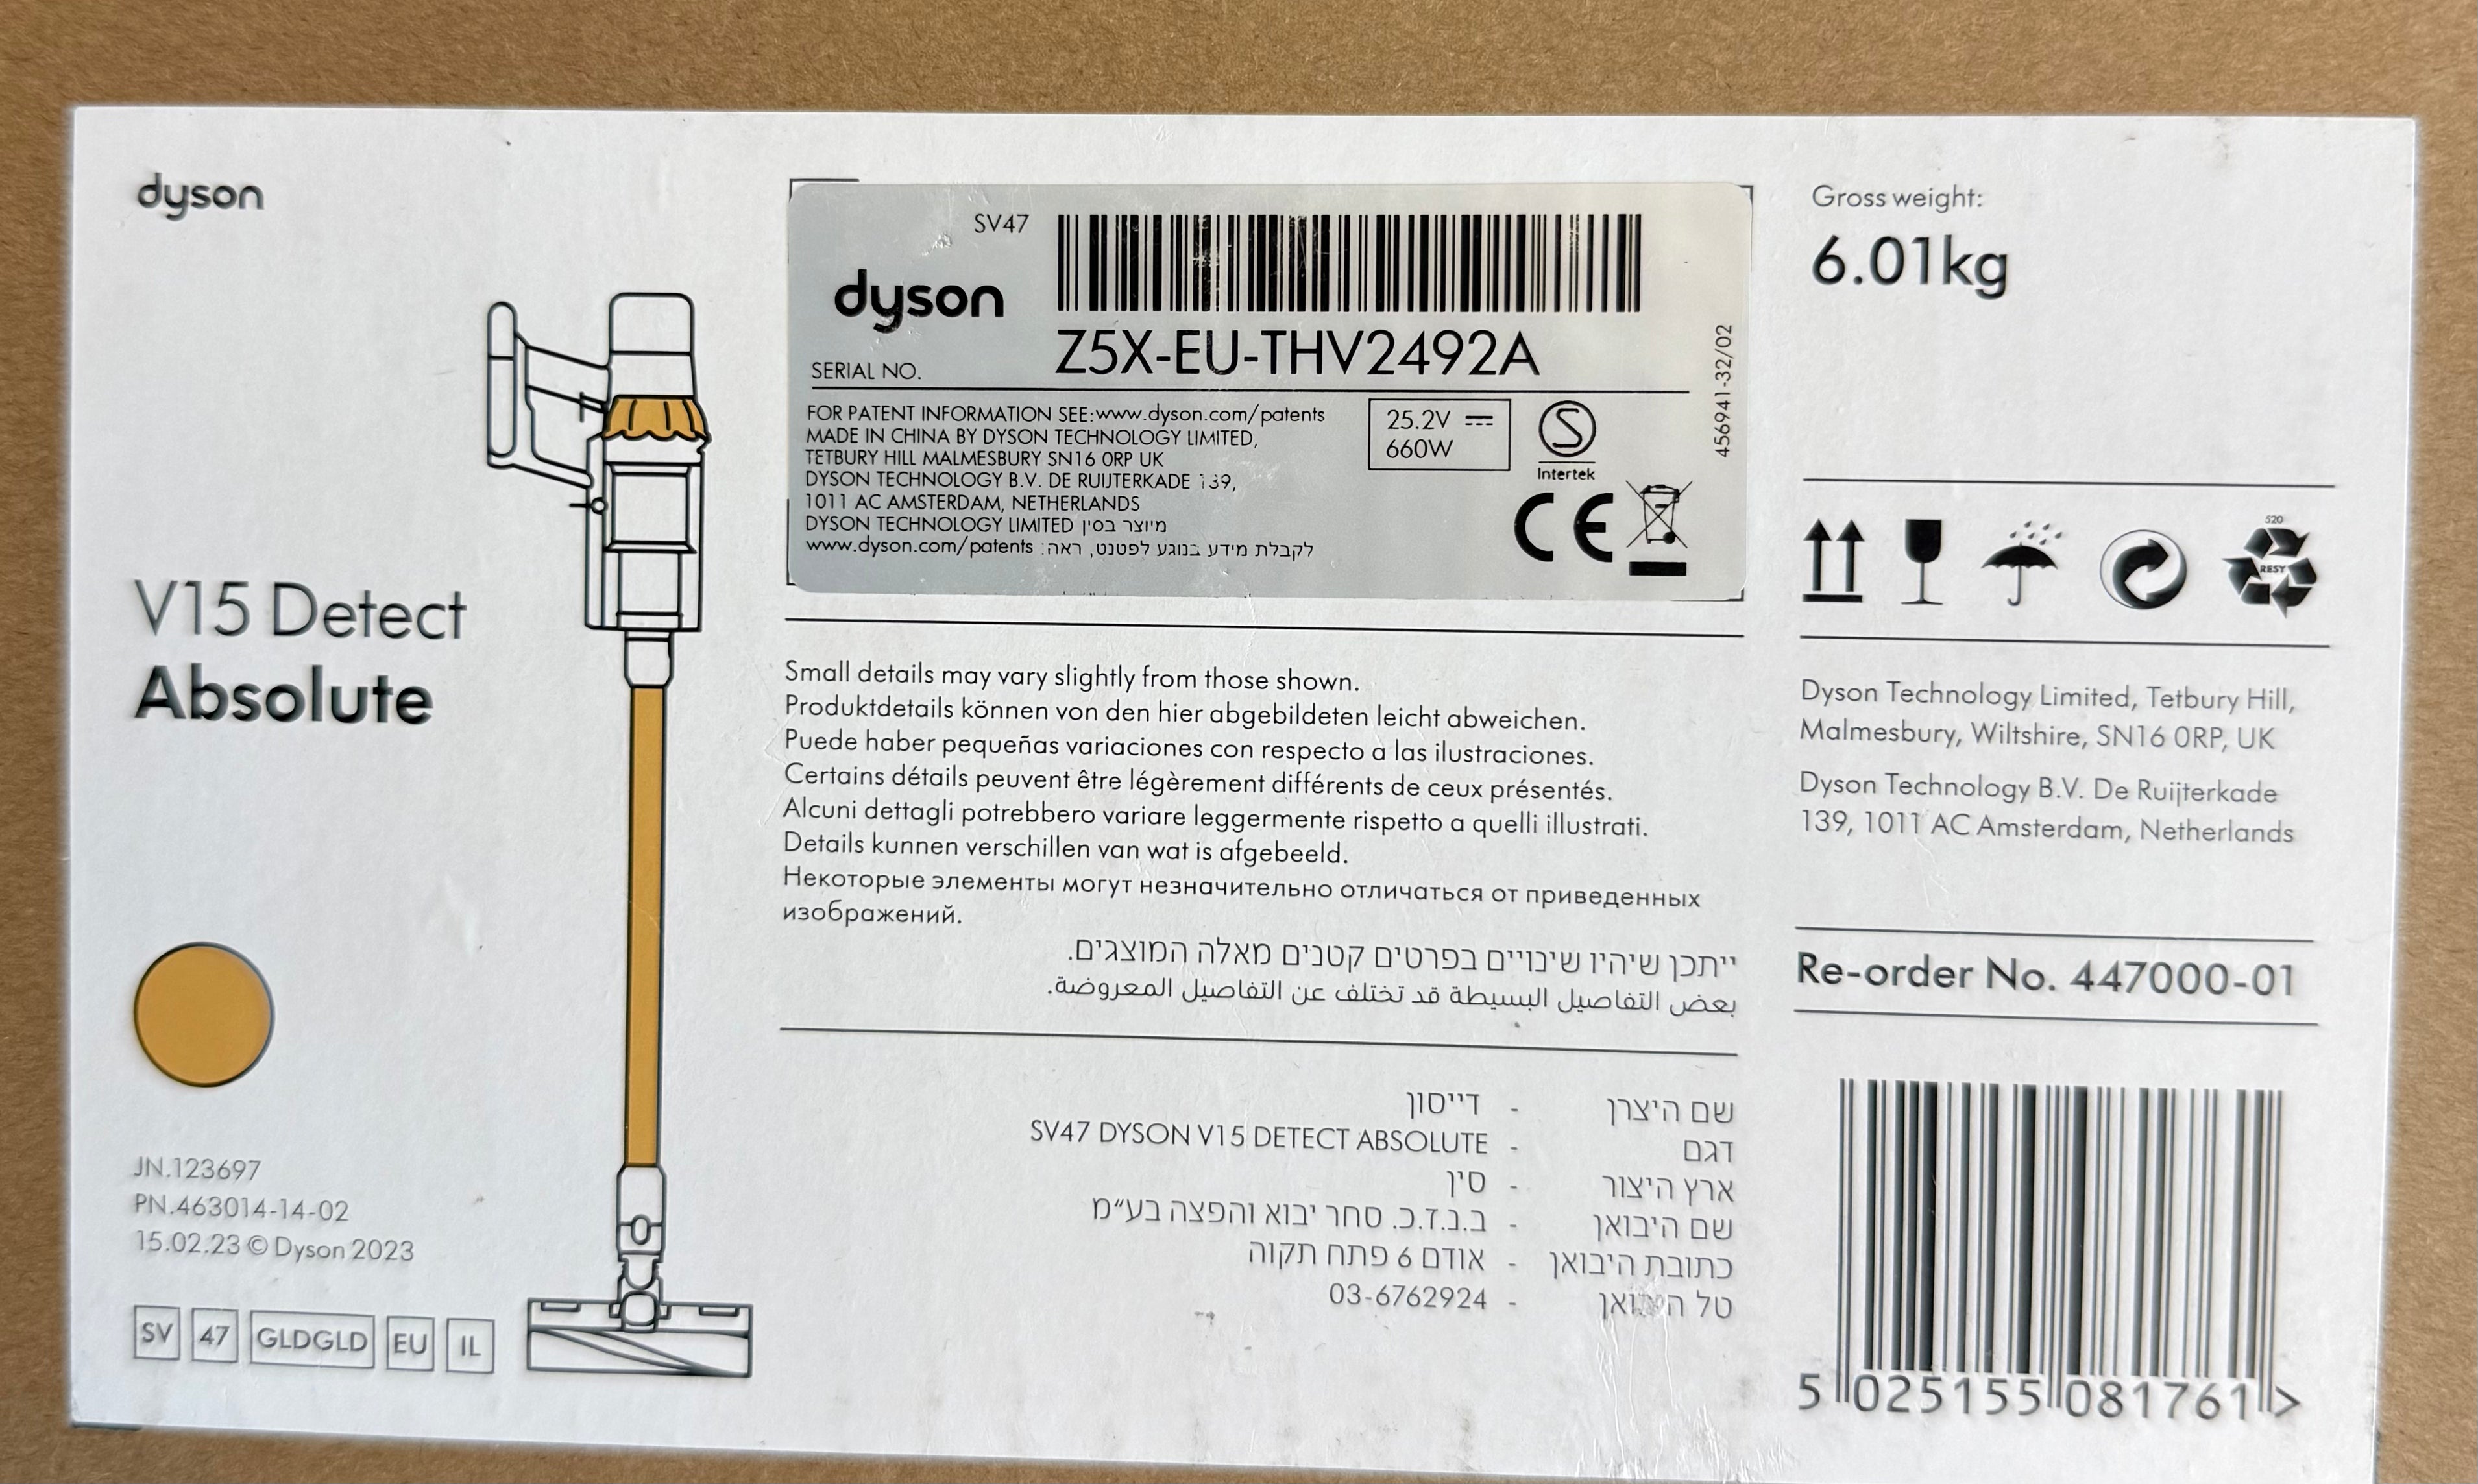 dyson
V15 Detect
Absolute
JN.123697
PN.463014-14-02
15.02.23 © Dyson 2023
SV 47 GLDGLD EU IL
SV47
dyson
SERIAL NO.
Z5X-EU-THV2492A
FOR PATENT INFORMATION SEE:www.dyson.com/patents
MADE IN CHINA BY DYSON TECHNOLOGY LIMITED,
TETBURY HILL MALMESBURY SN16 0RP UK
DYSON TECHNOLOGY B.V. DE RUIJTERKADE 139,
1011 AC AMSTERDAM, NETHERLANDS
DYSON TECHNOLOGY LIMITED מיוצר בסין
לקבלת מידע בנוגע לפטנט, ראה: www.dyson.com/patents
25.2V
660W
S
Intertek
CE
456941-32/02
Small details may vary slightly from those shown.
Produktdetails können von den hier abgebildeten leicht abweichen.
Puede haber pequeñas variaciones con respecto a las ilustraciones.
Certains détails peuvent être légèrement différents de ceux présentés.
Alcuni dettagli potrebbero variare leggermente rispetto a quelli illustrati.
Details kunnen verschillen van wat is afgebeeld.
Некоторые элементы могут незначительно отличаться от приведенных
изображений.
ייתכן שיהיו שינויים בפרטים קטנים מאלה המוצגים.
بعض التفاصيل البسيطة قد تختلف عن التفاصيل المعروضة.
שם היצרן - דייסון
דגם - SV47 DYSON V15 DETECT ABSOLUTE
ארץ היצור - סין
שם היבואן - ב.נ.ז.כ. סחר יבוא והפצה בע״מ
כתובת היבואן - אודם 6 פתח תקוה
טל היבואן - 03-6762924
Gross weight:
6.01kg
520
RESY
Dyson Technology Limited, Tetbury Hill,
Malmesbury, Wiltshire, SN16 0RP, UK
Dyson Technology B.V. De Ruijterkade
139, 1011 AC Amsterdam, Netherlands
Re-order No. 447000-01
5 025155 081761 >